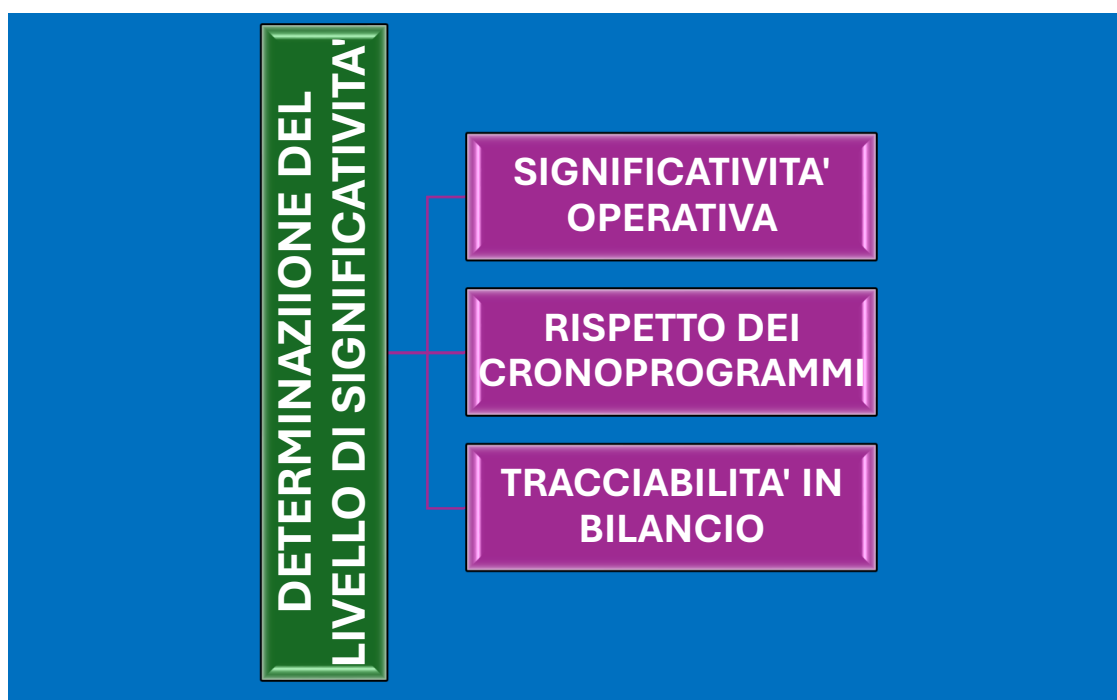 DETERMINAZIIONE DEL
LIVELLO DI SIGNIFICATIVITA'
SIGNIFICATIVITA'
OPERATIVA
RISPETTO DEI
CRONOPROGRAMMI
TRACCIABILITA' IN
BILANCIO